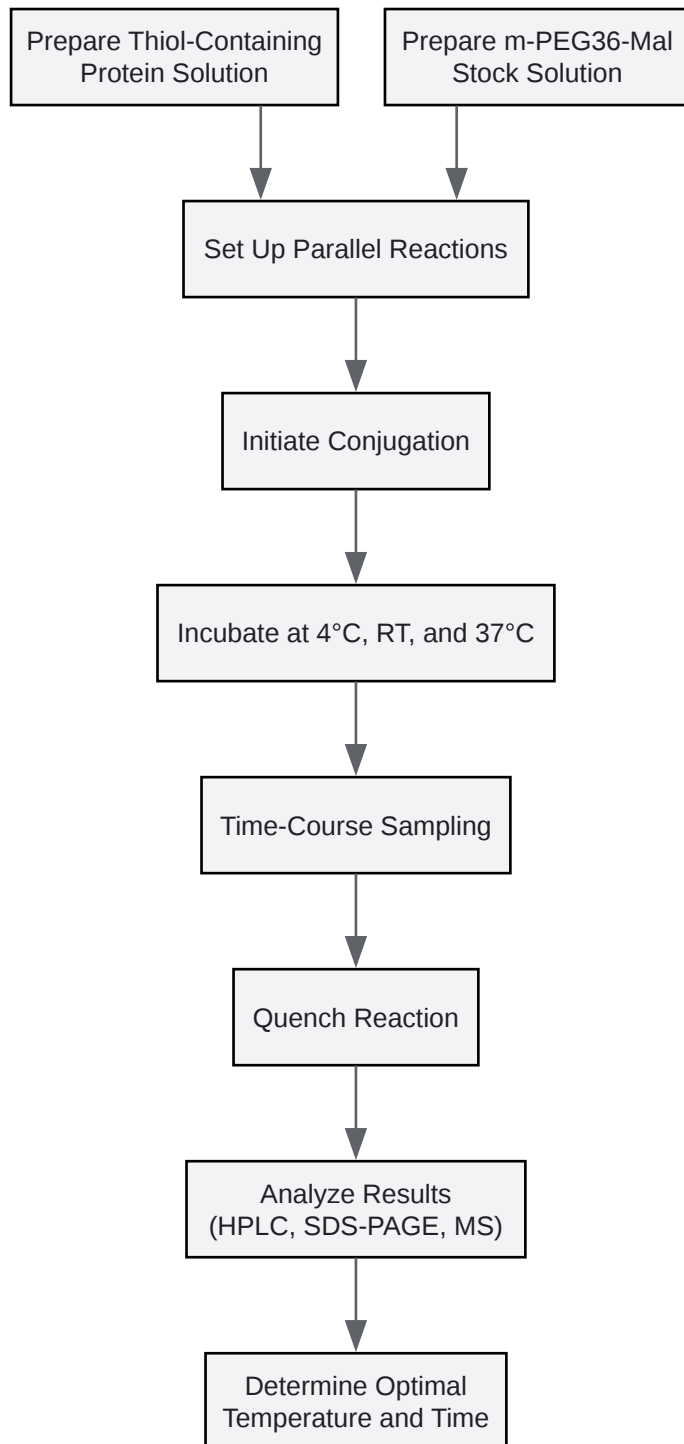 Prepare Thiol-Containing
Protein Solution
Prepare m-PEG36-Mal
Stock Solution
Set Up Parallel Reactions
Initiate Conjugation
Incubate at 4°C, RT, and 37°C
Time-Course Sampling
Quench Reaction
Analyze Results
(HPLC, SDS-PAGE, MS)
Determine Optimal
Temperature and Time